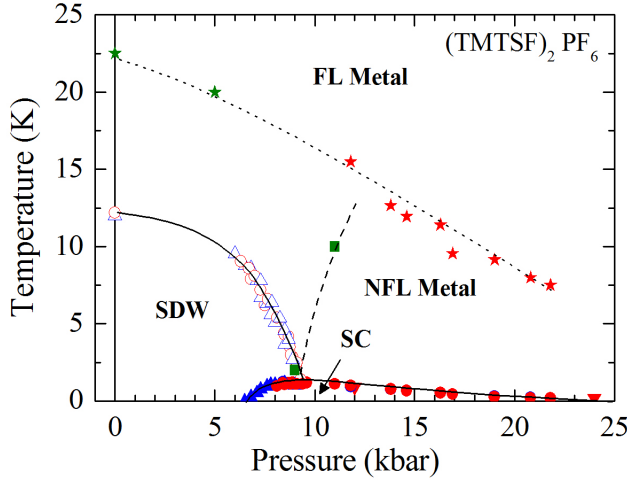 (TMTSF)2 PF6
FL Metal
NFL Metal
SDW
SC
Temperature (K)
25
20
15
10
5
0
0 5 10 15 20 25
Pressure (kbar)